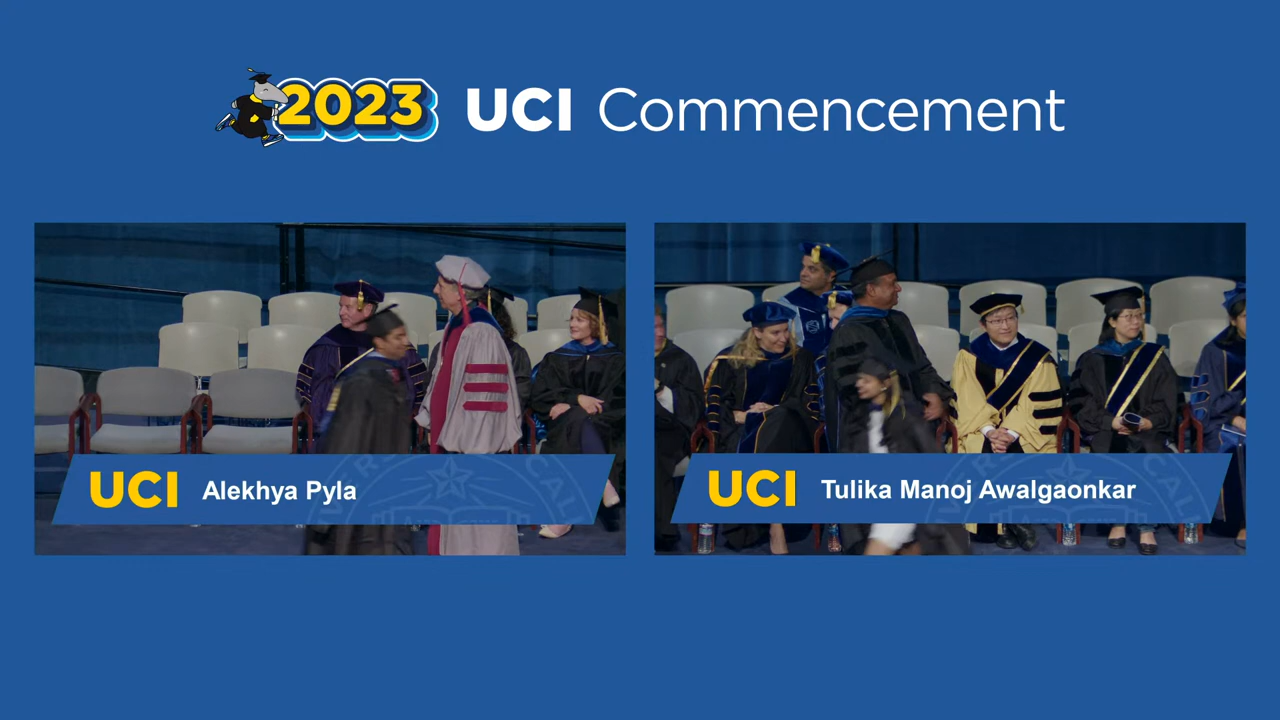 2023 UCI Commencement
UCI Alekhya Pyla
UCI Tulika Manoj Awalgaonkar